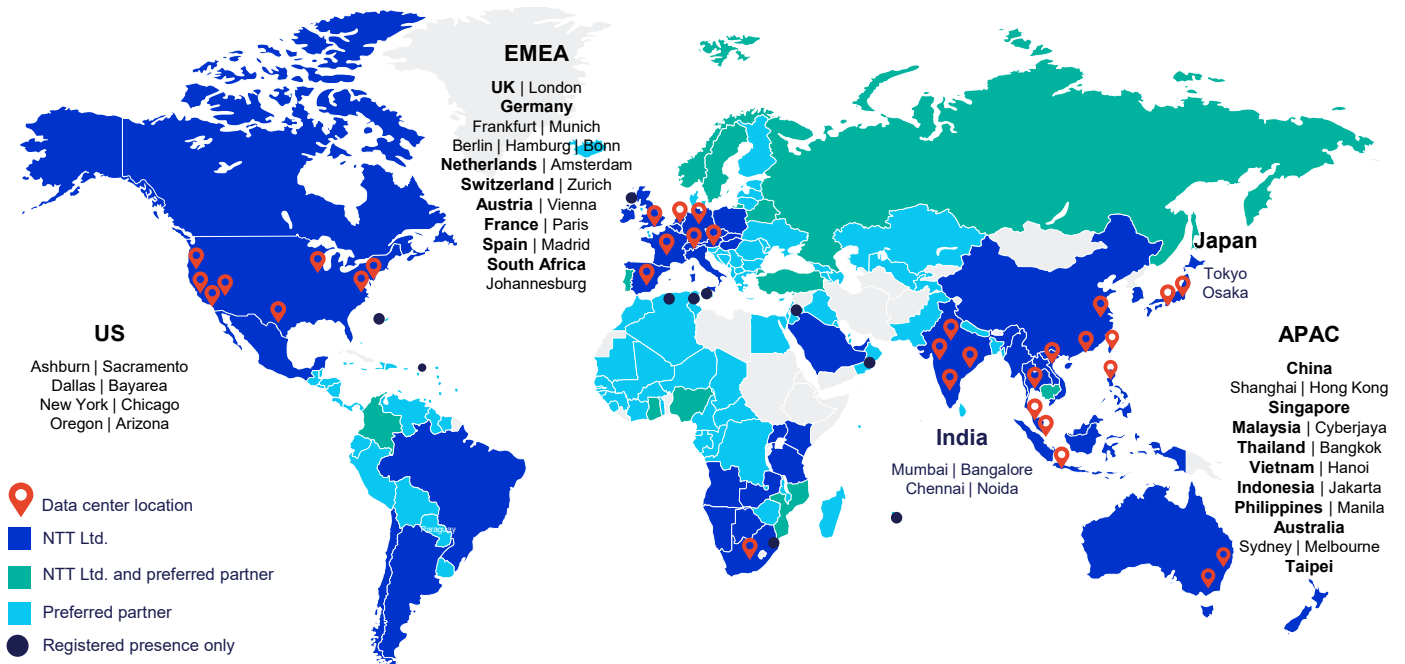 EMEA
UK | London
Germany
Frankfurt | Munich
Berlin | Hamburg | Bonn
Netherlands | Amsterdam
Switzerland | Zurich
Austria | Vienna
France | Paris
Spain | Madrid
South Africa
Johannesburg
Japan
Tokyo
Osaka
US
Ashburn | Sacramento
Dallas | Bayarea
New York | Chicago
Oregon | Arizona
APAC
China
Shanghai | Hong Kong
Singapore
Malaysia | Cyberjaya
Thailand | Bangkok
Vietnam | Hanoi
Indonesia | Jakarta
Philippines | Manila
Australia
Sydney | Melbourne
Taipei
India
Mumbai | Bangalore
Chennai | Noida
Paraguay
Data center location
NTT Ltd.
NTT Ltd. and preferred partner
Preferred partner
Registered presence only